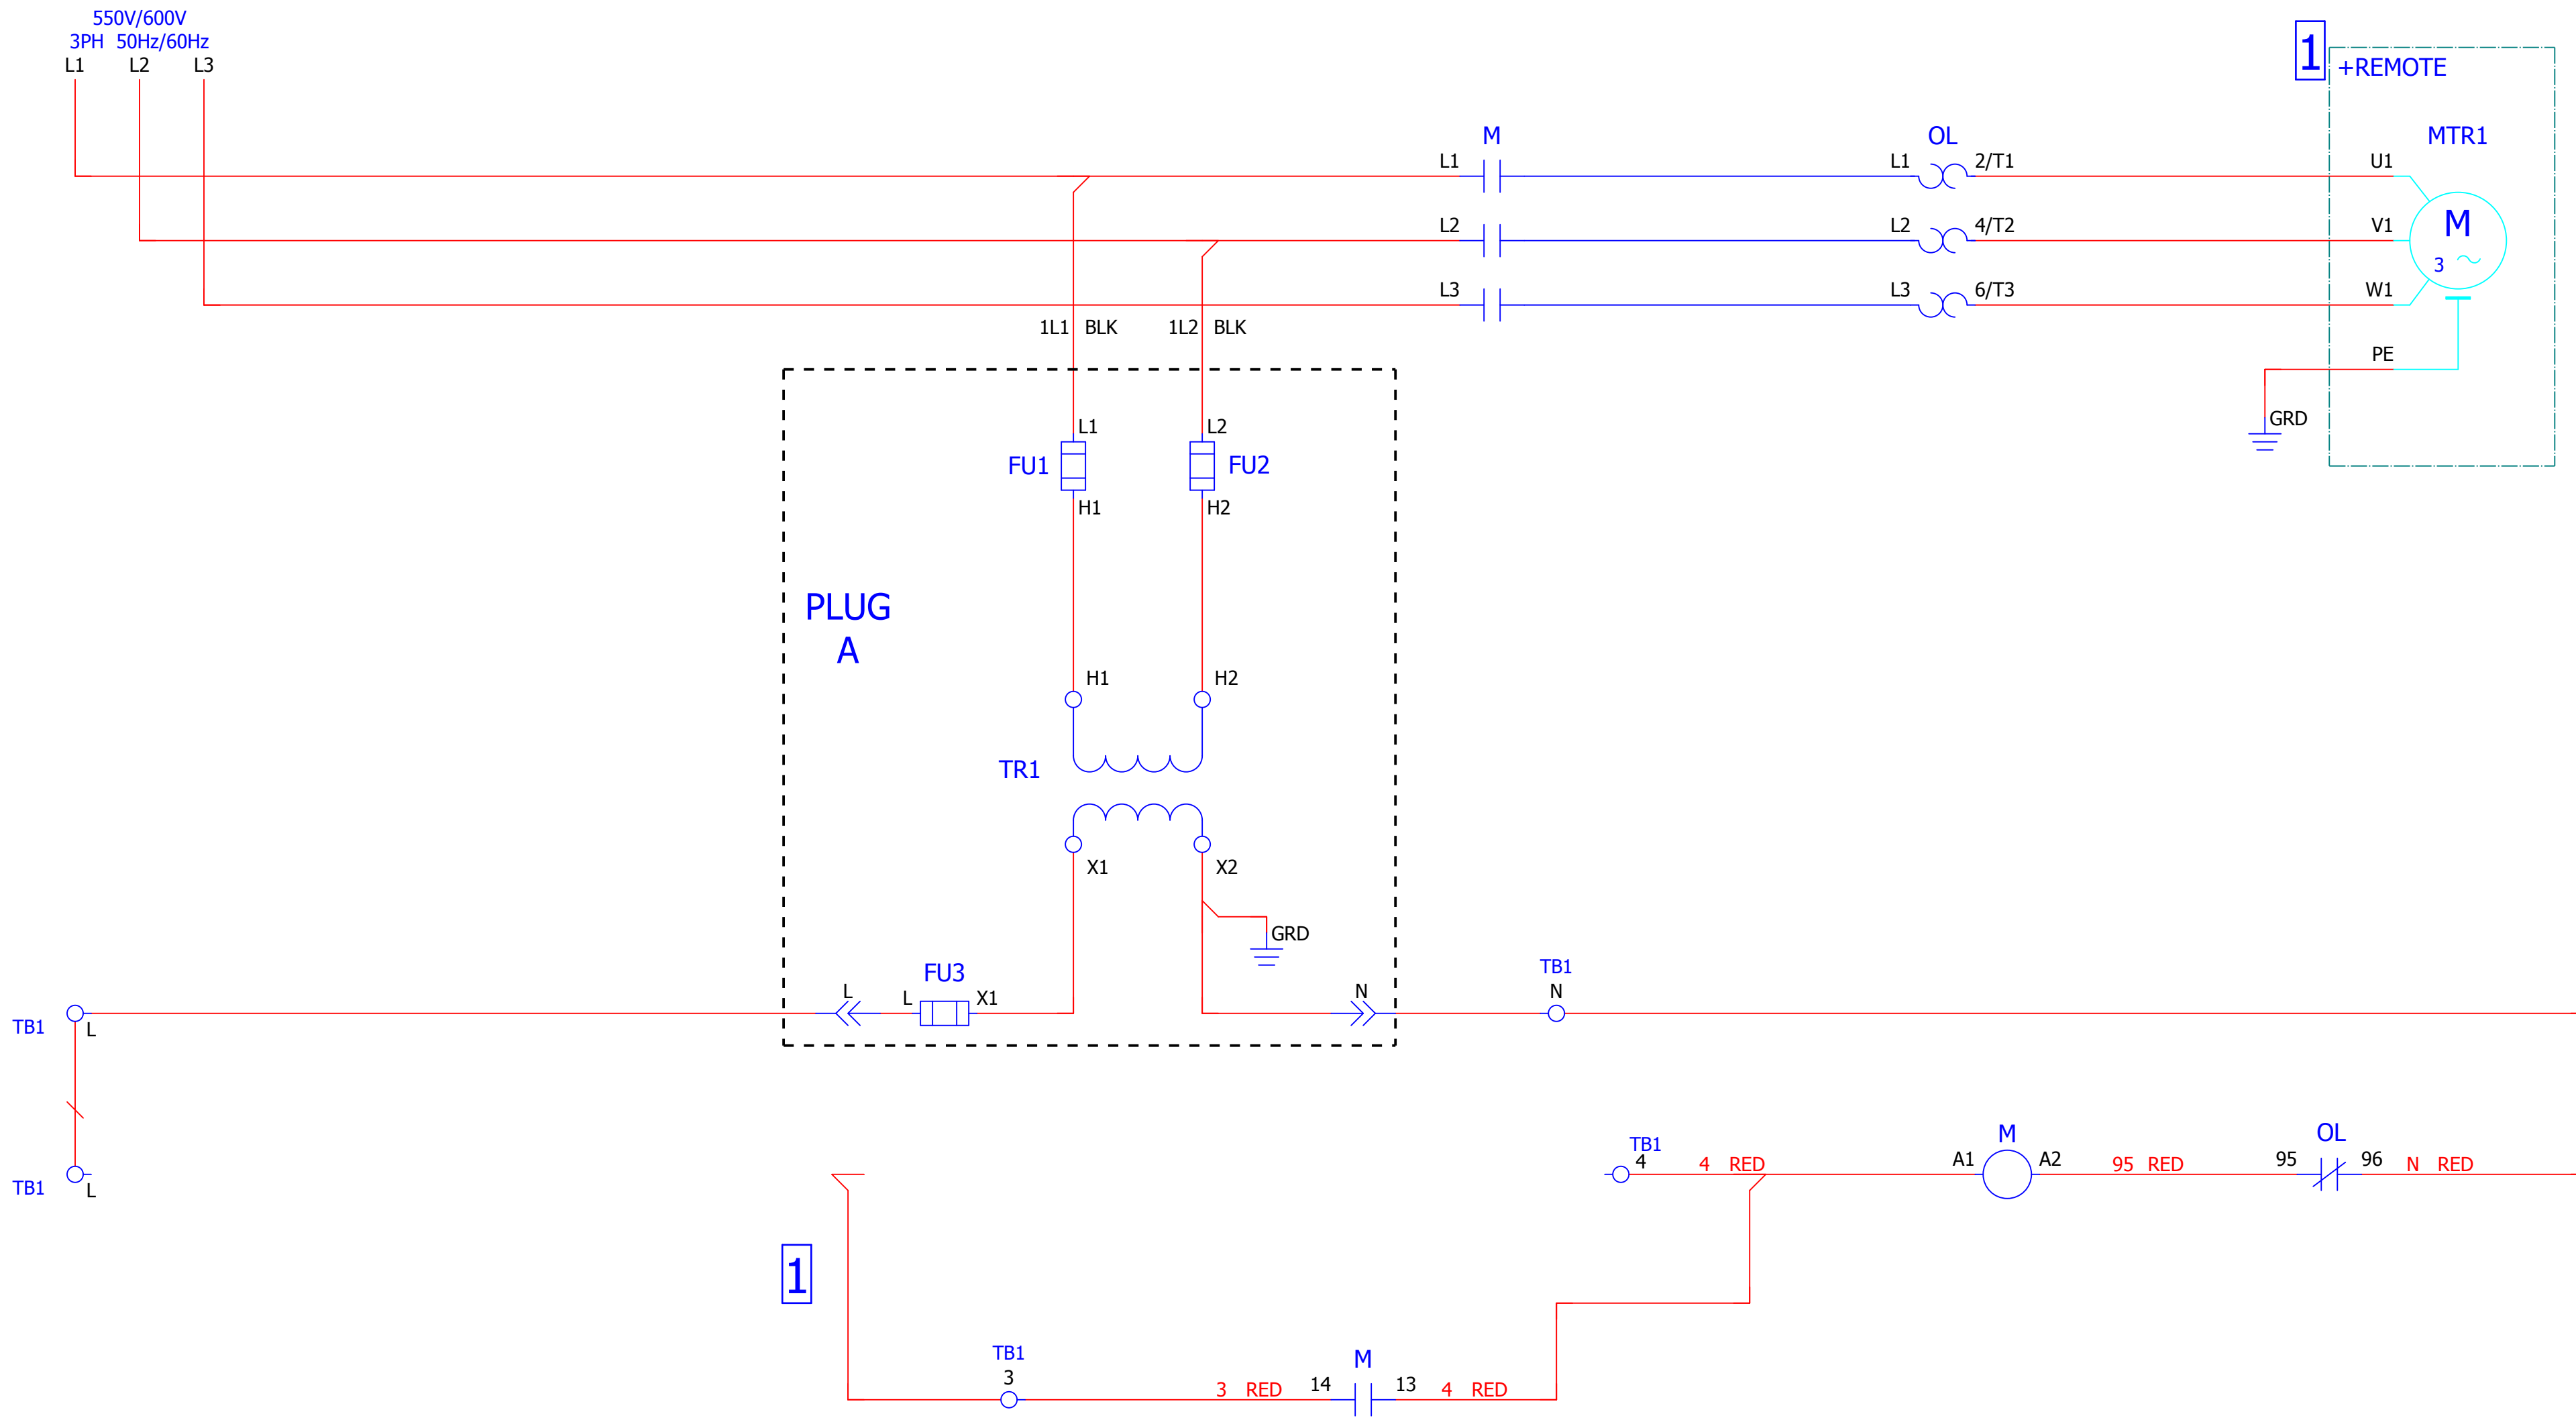 550V/600V
3PH 50Hz/60Hz
L1 L2 L3
1
+REMOTE
MTR1
M
OL
L1
L1 2/T1
U1
L2
L2 4/T2
V1
M
3
L3
L3 6/T3
W1
1L1 BLK
1L2 BLK
PE
GRD
L1
L2
FU1
FU2
H1
H2
PLUG
A
H1
H2
TR1
X1
X2
GRD
FU3
L
L
X1
N
TB1
N
TB1
L
TB1
L
TB1
4
4 RED
M
A1
A2
95 RED
OL
95
96
N RED
1
TB1
3
3 RED
M
14
13
4 RED